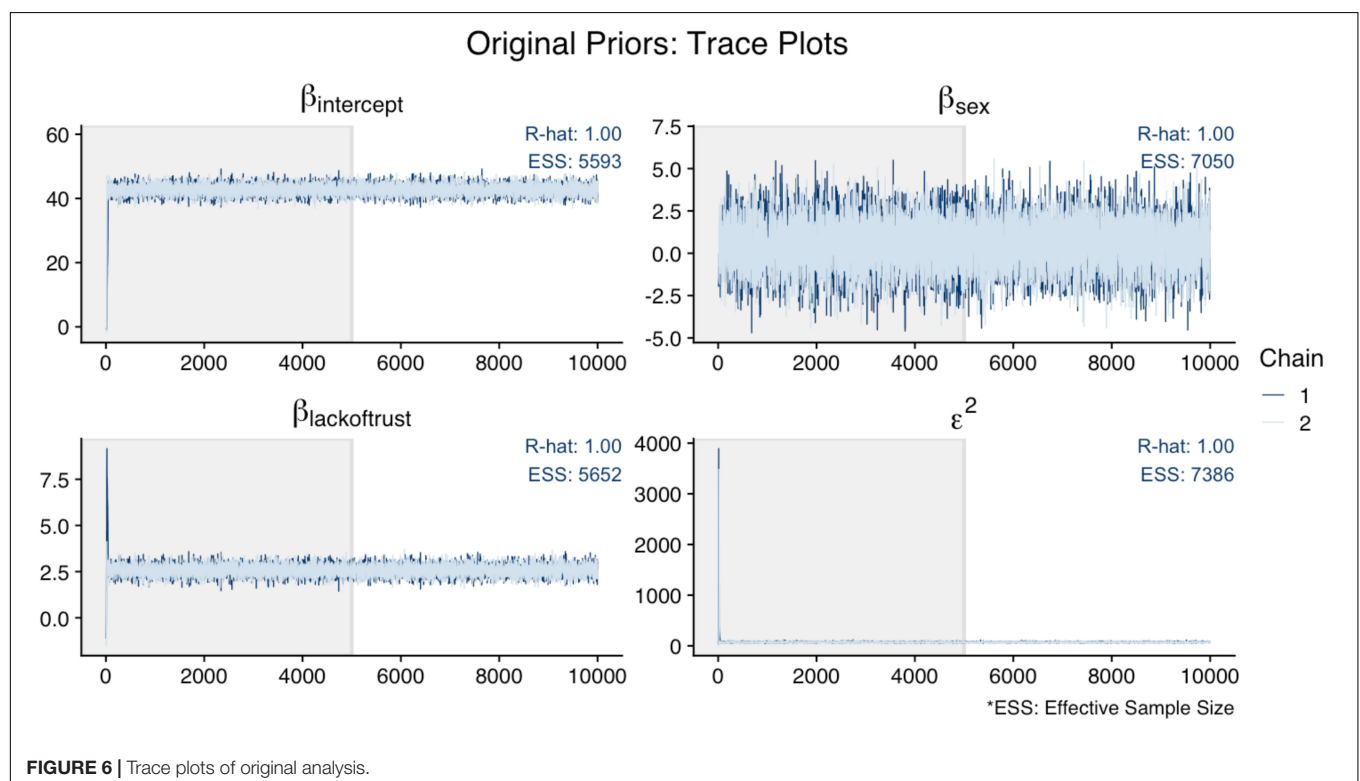 Original Priors: Trace Plots
βintercept
R-hat: 1.00
ESS: 5593
60
40
20
0
0 2000 4000 6000 8000 10000
βsex
R-hat: 1.00
ESS: 7050
7.5
5.0
2.5
0.0
-2.5
-5.0
0 2000 4000 6000 8000 10000
βlackoftrust
R-hat: 1.00
ESS: 5652
7.5
5.0
2.5
0.0
0 2000 4000 6000 8000 10000
ε²
R-hat: 1.00
ESS: 7386
4000
3000
2000
1000
0
0 2000 4000 6000 8000 10000
Chain
1
2
*ESS: Effective Sample Size
FIGURE 6 | Trace plots of original analysis.